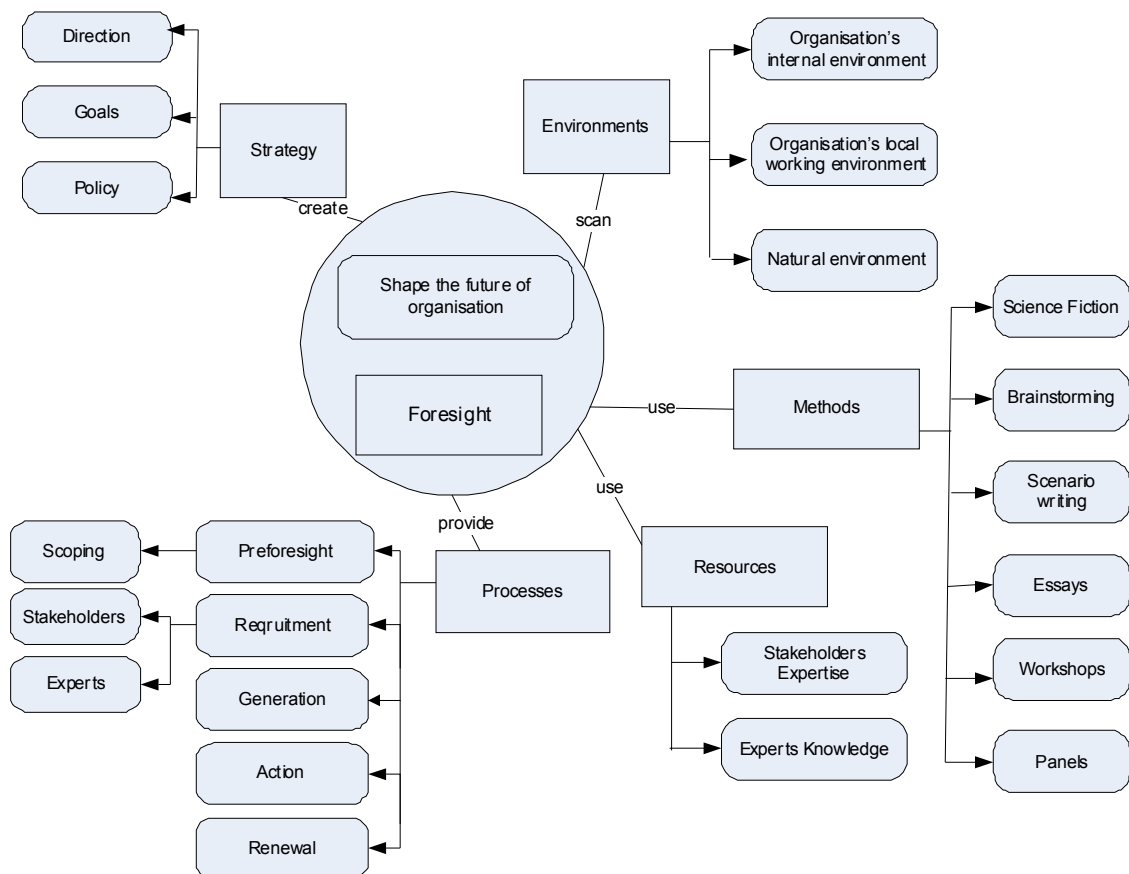 Direction
Goals
Policy
Strategy
create
Environments
scan
Organisation's
internal environment
Organisation's local
working environment
Natural environment
Shape the future of
organisation
Foresight
use
Methods
Science Fiction
Brainstorming
Scenario
writing
Essays
Workshops
Panels
use
Resources
Stakeholders
Expertise
Experts Knowledge
provide
Processes
Preforesight
Scoping
Reqruitment
Stakeholders
Experts
Generation
Action
Renewal